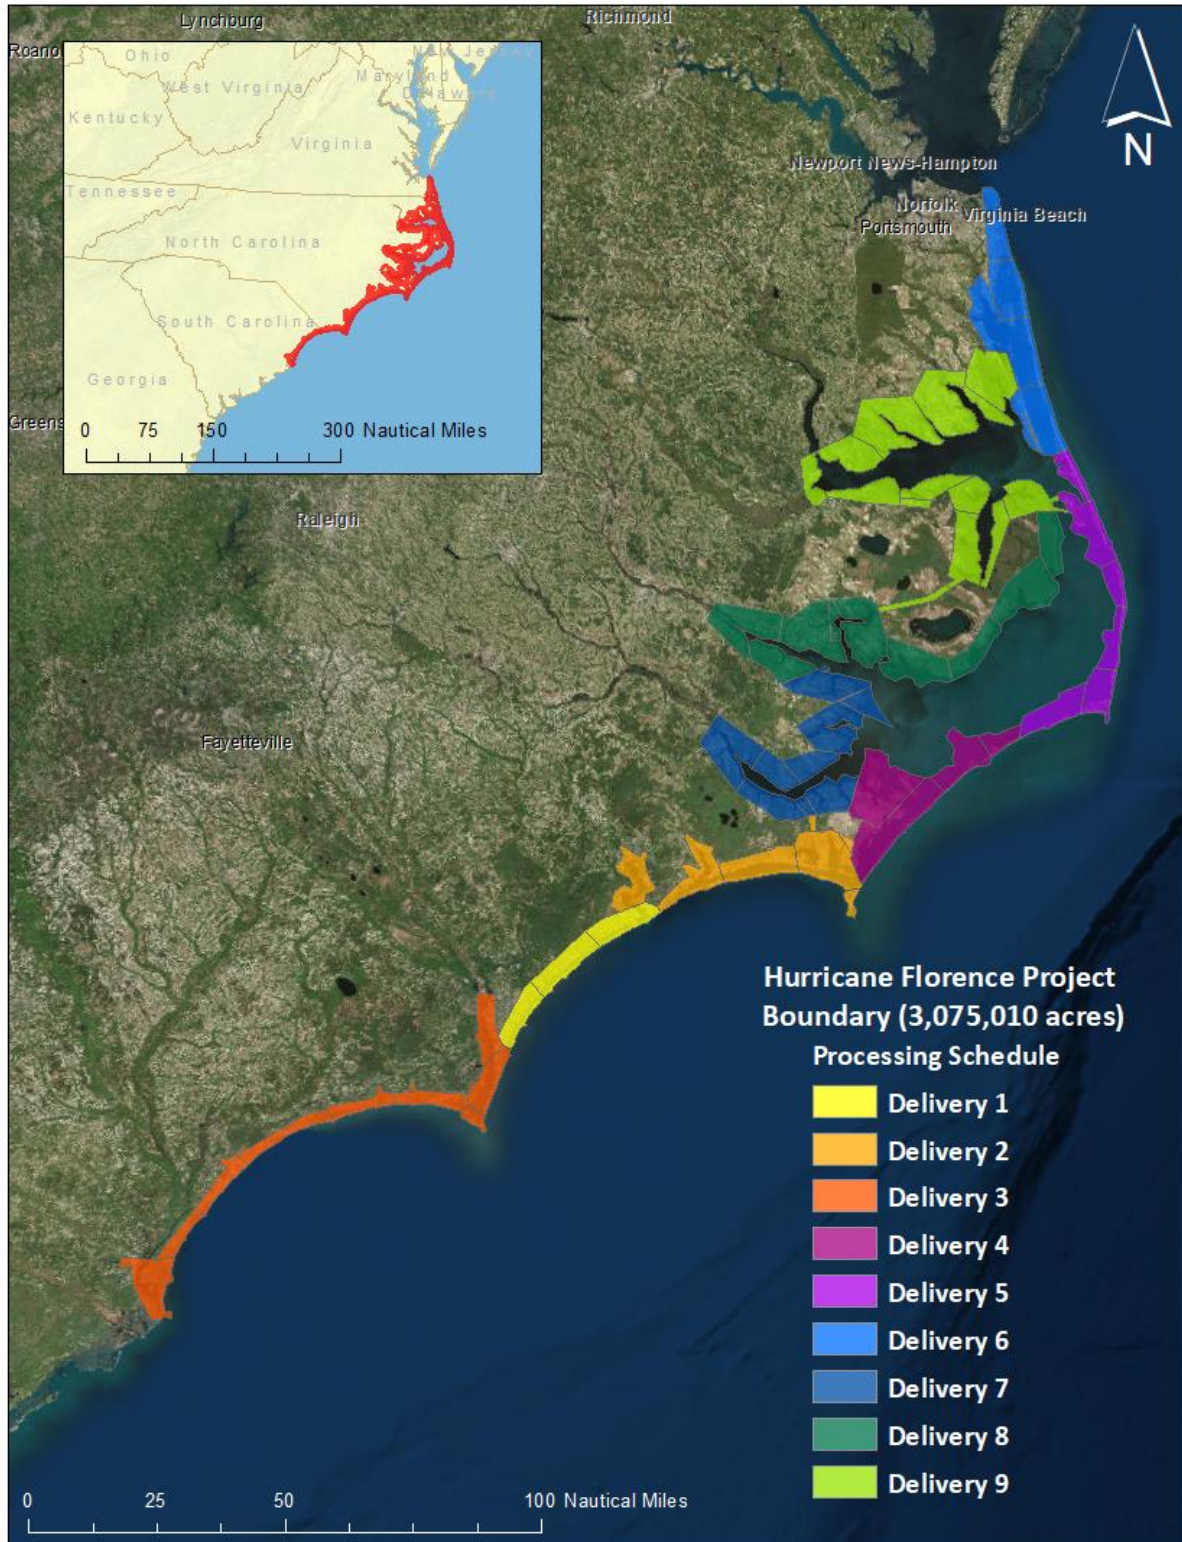 Lynchburg
Richmond
Roano
Ohio
New Jersey
Maryland
West Virginia
Delaware
Kentucky
Virginia
N
Newport News-Hampton
Tennessee
Norfolk
Virginia Beach
Portsmouth
North Carolina
South Carolina
Georgia
Greens
0 75 150 300 Nautical Miles
Raleigh
Fayetteville
Hurricane Florence Project
Boundary (3,075,010 acres)
Processing Schedule
Delivery 1
Delivery 2
Delivery 3
Delivery 4
Delivery 5
Delivery 6
Delivery 7
Delivery 8
Delivery 9
0 25 50 100 Nautical Miles